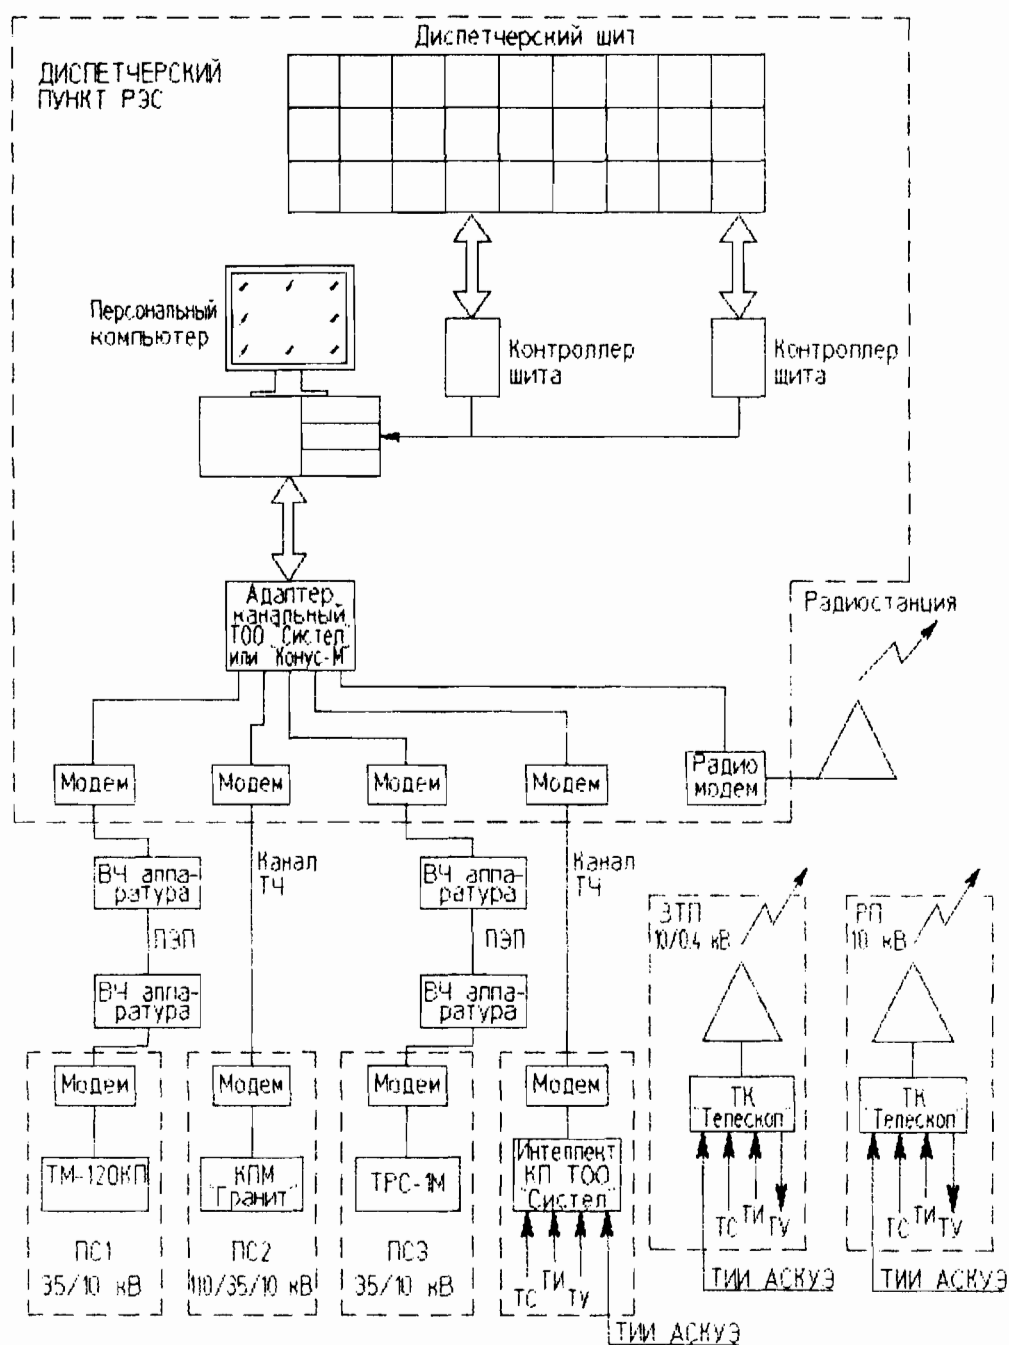 Диспетчерский щит
ДИСПЕТЧЕРСКИЙ
ПУНКТ РЭС
Персональный
компьютер
Контроллер
щита
Контроллер
щита
Адаптер
канальный
ТОО "Систел"
или "Конус-М"
Радиостанция
Модем
Модем
Модем
Модем
Радио
модем
ВЧ аппа-
ратура
Канал
ТЧ
ВЧ аппа-
ратура
Канал
ТЧ
ЛЭП
ЛЭП
ВЧ аппа-
ратура
ВЧ аппа-
ратура
ЗТП
10/0.4 кВ
РП
10 кВ
Модем
Модем
Модем
Модем
ТК
"Телескоп"
ТК
"Телескоп"
ТМ-120КП
КПМ
"Гранит"
ТРС-1М
Интеллект
КП ТОО
"Систел"
ТС ТИ ТУ
ТС ТИ ТУ
ПС1
35/10 кВ
ПС2
110/35/10 кВ
ПС3
35/10 кВ
ТС ТИ ТУ
ТИИ АСКУЭ
ТИИ АСКУЭ
ТИИ АСКУЭ